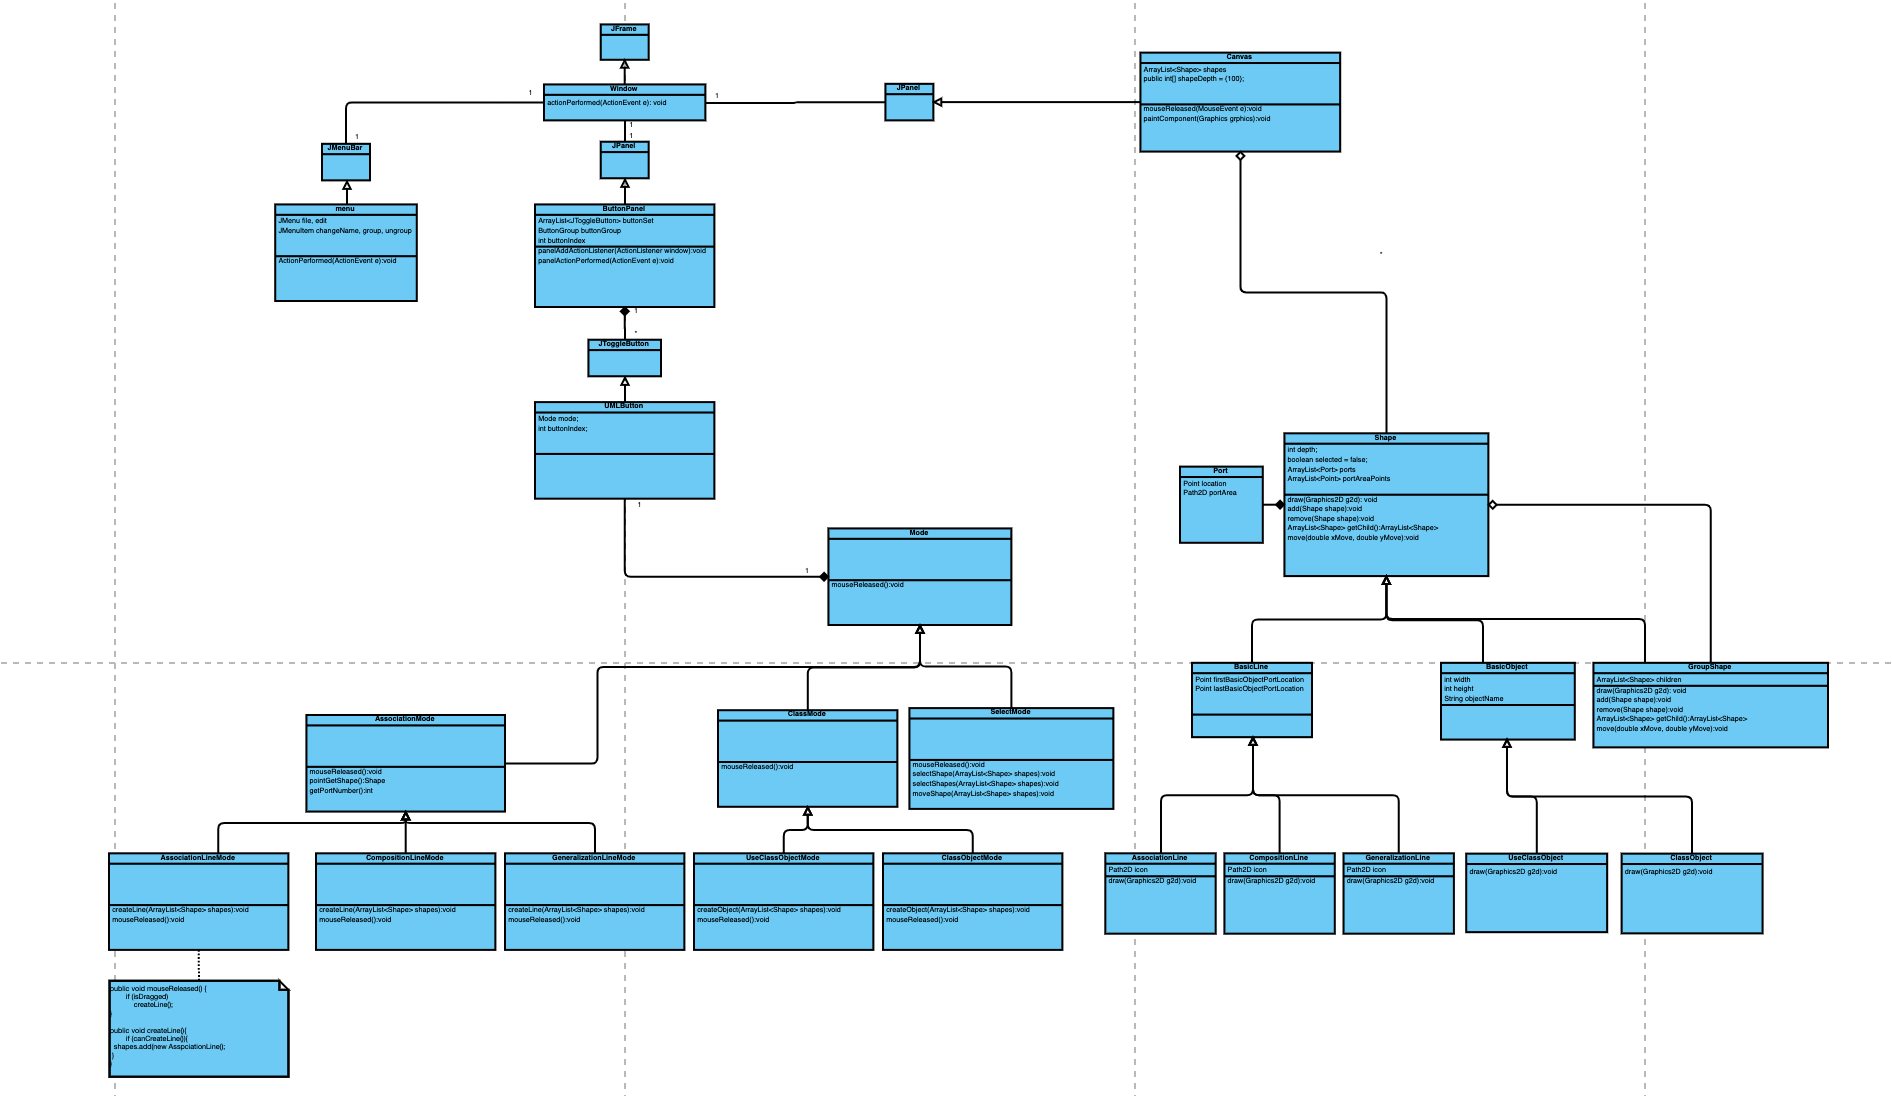 JFrame
Window
actionPerformed(ActionEvent e): void
1
1
1
1
1
JPanel
Canvas
ArrayList<Shape> shapes
public int[] shapeDepth = {100};
mouseReleased(MouseEvent e):void
paintComponent(Graphics grphics):void
JMenuBar
JPanel
menu
JMenu file, edit
JMenuItem changeName, group, ungroup
ActionPerformed(ActionEvent e):void
ButtonPanel
ArrayList<JToggleButton> buttonSet
ButtonGroup buttonGroup
int buttonIndex
panelAddActionListener(ActionListener window):void
panelActionPerformed(ActionEvent e):void
1
*
JToggleButton
UMLButton
Mode mode;
int buttonIndex;
1
1
Mode
mouseReleased():void
Port
Point location
Path2D portArea
Shape
int depth;
boolean selected = false;
ArrayList<Port> ports
ArrayList<Point> portAreaPoints
draw(Graphics2D g2d): void
add(Shape shape):void
remove(Shape shape):void
ArrayList<Shape> getChild():ArrayList<Shape>
move(double xMove, double yMove):void
BasicLine
Point firstBasicObjectPortLocation
Point lastBasicObjectPortLocation
BasicObject
int width
int height
String objectName
GroupShape
ArrayList<Shape> children
draw(Graphics2D g2d): void
add(Shape shape):void
remove(Shape shape):void
ArrayList<Shape> getChild():ArrayList<Shape>
move(double xMove, double yMove):void
AssociationMode
mouseReleased():void
pointGetShape():Shape
getPortNumber():int
ClassMode
mouseReleased():void
SelectMode
mouseReleased():void
selectShape(ArrayList<Shape> shapes):void
selectShapes(ArrayList<Shape> shapes):void
moveShape(ArrayList<Shape> shapes):void
AssociationLineMode
createLine(ArrayList<Shape> shapes):void
mouseReleased():void
CompositionLineMode
createLine(ArrayList<Shape> shapes):void
mouseReleased():void
GeneralizationLineMode
createLine(ArrayList<Shape> shapes):void
mouseReleased():void
UseClassObjectMode
createObject(ArrayList<Shape> shapes):void
mouseReleased():void
ClassObjectMode
createObject(ArrayList<Shape> shapes):void
mouseReleased():void
AssociationLine
Path2D icon
draw(Graphics2D g2d):void
CompositionLine
Path2D icon
draw(Graphics2D g2d):void
GeneralizationLine
Path2D icon
draw(Graphics2D g2d):void
UseClassObject
draw(Graphics2D g2d):void
ClassObject
draw(Graphics2D g2d):void
public void mouseReleased() {
if (isDragged)
createLine();
}
public void createLine(){
if (canCreateLine()){
shapes.add(new AsspciationLine();
}
}